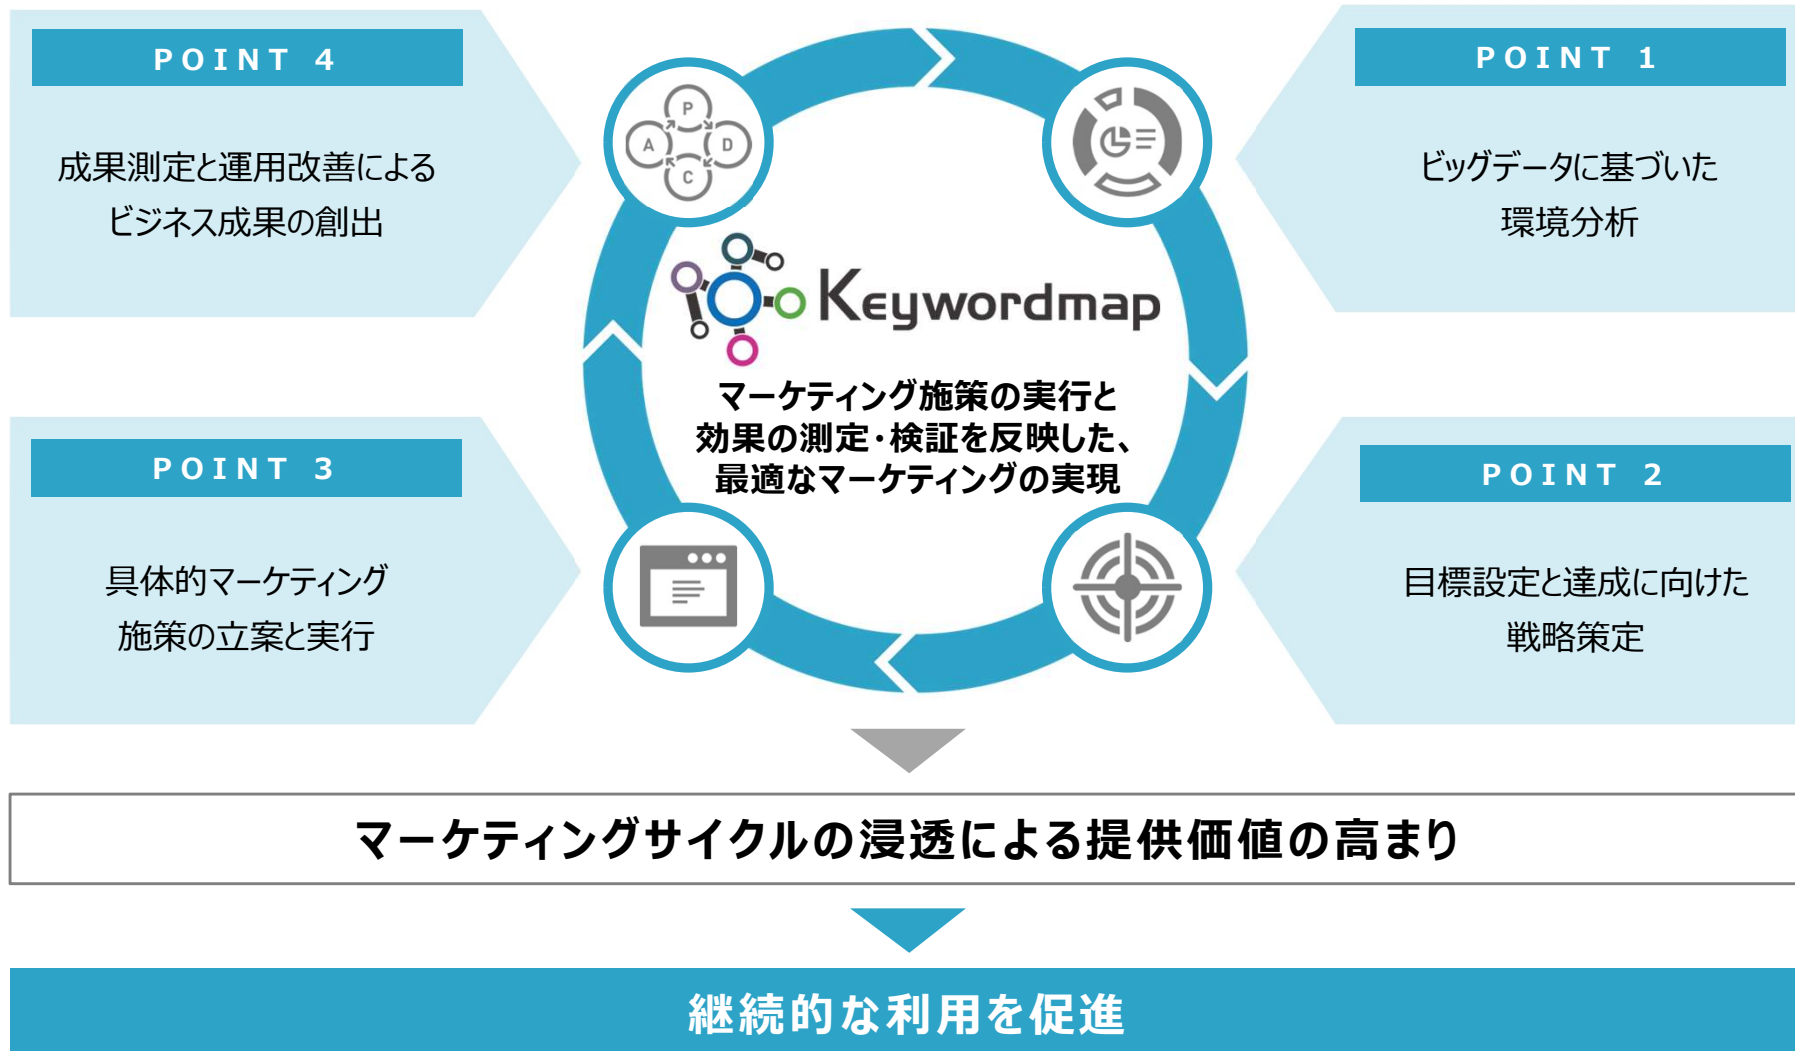 POINT 4
成果測定と運用改善による
ビジネス成果の創出
POINT 1
ビッグデータに基づいた
環境分析
P
A
D
C
Keywordmap
マーケティング施策の実行と
効果の測定・検証を反映した、
最適なマーケティングの実現
POINT 3
具体的マーケティング
施策の立案と実行
POINT 2
目標設定と達成に向けた
戦略策定
マーケティングサイクルの浸透による提供価値の高まり
継続的な利用を促進